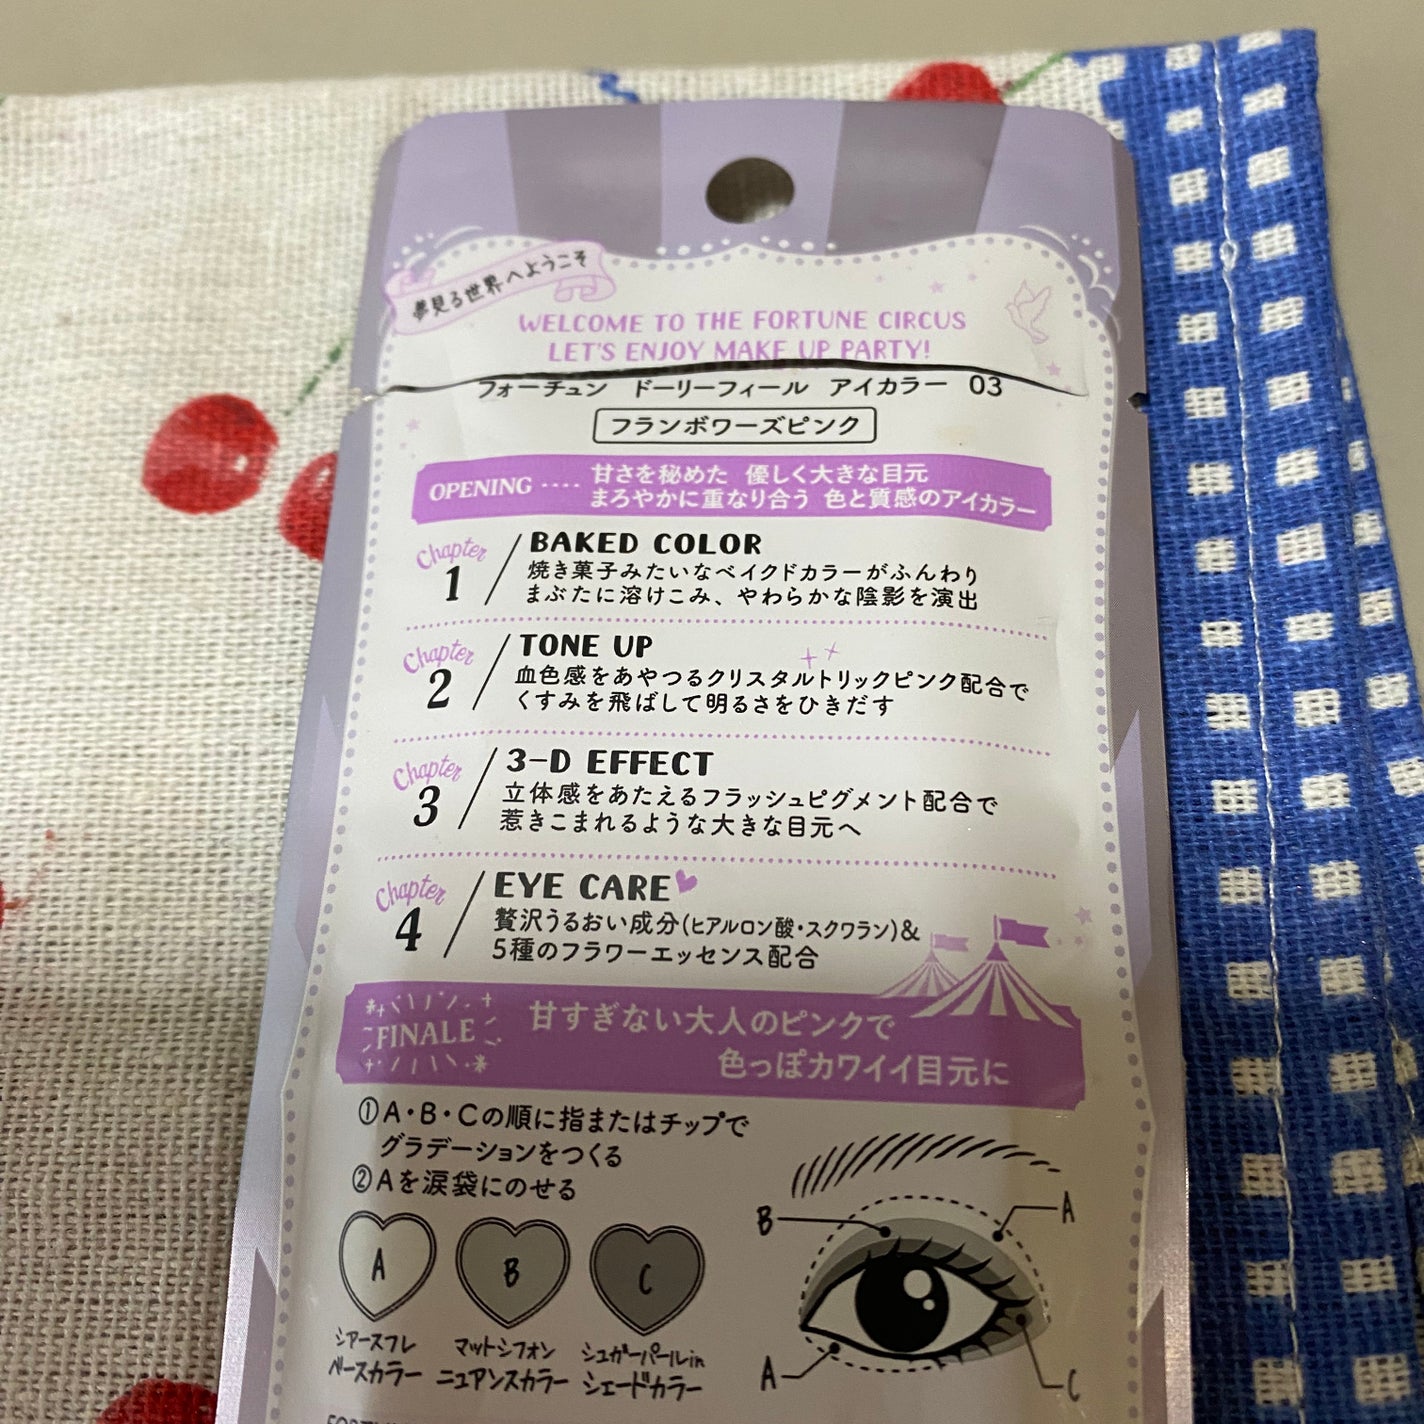 夢見る世界へようこそ
WELCOME TO THE FORTUNE CIRCUS
LET'S ENJOY MAKE UP PARTY!
フォーチュン ドーリーフィール アイカラー 03
フランボワーズピンク
OPENING ････ 甘さを秘めた 優しく大きな目元
まろやかに重なり合う 色と質感のアイカラー
Chapter 1 BAKED COLOR
焼き菓子みたいなベイクドカラーがふんわり
まぶたに溶けこみ、やわらかな陰影を演出
Chapter 2 TONE UP
血色感をあやつるクリスタルトリックピンク配合で
くすみを飛ばして明るさをひきだす
Chapter 3 3-D EFFECT
立体感をあたえるフラッシュピグメント配合で
惹きこまれるような大きな目元へ
Chapter 4 EYE CARE
贅沢うるおい成分(ヒアルロン酸・スクワラン)&
5種のフラワーエッセンス配合
FINALE 甘すぎない大人のピンクで
色っぽカワイイ目元に
①A・B・Cの順に指またはチップで
グラデーションをつくる
②Aを涙袋にのせる
A B C
シアースフレ
ベースカラー
マットシフォン
ニュアンスカラー
シュガーパールin
シェードカラー
B A
A C